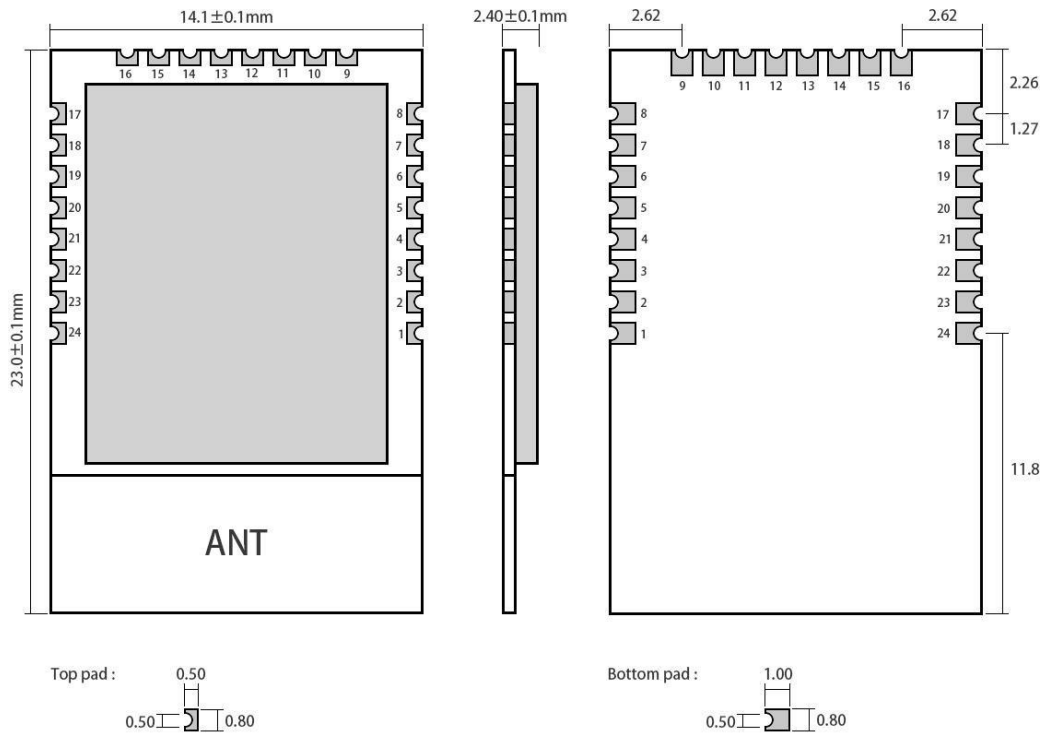 14.1±0.1mm
2.40±0.1mm
2.62
2.62
16 15 14 13 12 11 10 9
9 10 11 12 13 14 15 16
2.26
1.27
17 8
18 7
19 6
20 5
21 4
22 3
23 2
24 1
8 17
7 18
6 19
5 20
4 21
3 22
2 23
1 24
23.0±0.1mm
11.8
ANT
Top pad : 0.50
0.50 0.80
Bottom pad : 1.00
0.50 0.80